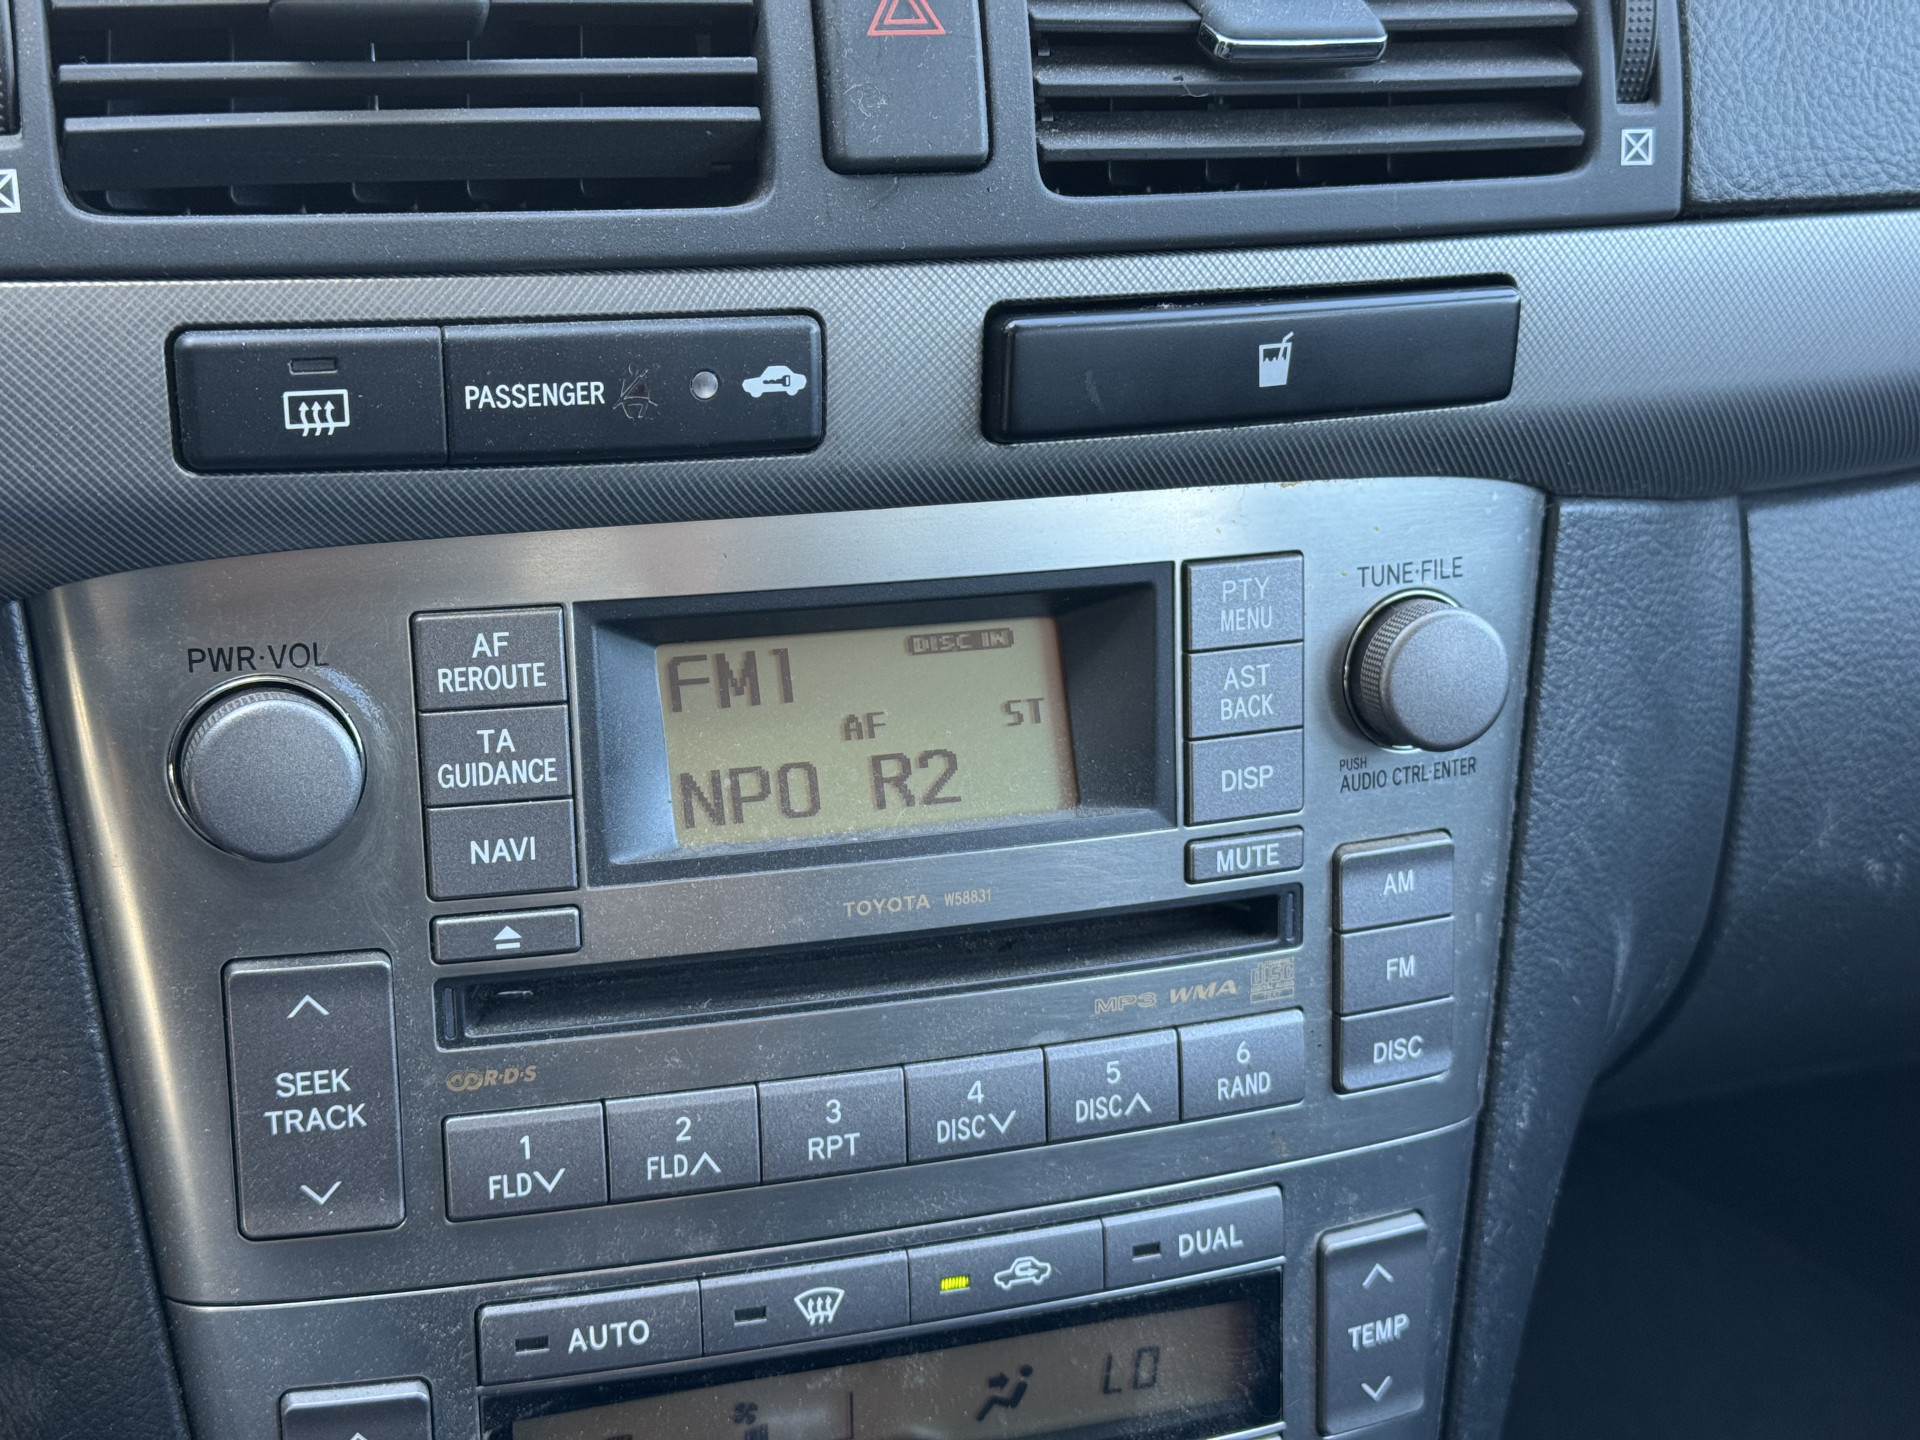 PASSENGER
PWR·VOL
AF
REROUTE
TA
GUIDANCE
NAVI
FM1
DISC IN
AF
ST
NPO R2
PTY
MENU
AST
BACK
DISP
MUTE
TUNE·FILE
PUSH
AUDIO CTRL·ENTER
TOYOTA W58831
AM
FM
DISC
MP3 WMA
SEEK
TRACK
R·D·S
1
FLD
2
FLD
3
RPT
4
DISC
5
DISC
6
RAND
AUTO
DUAL
TEMP
LO